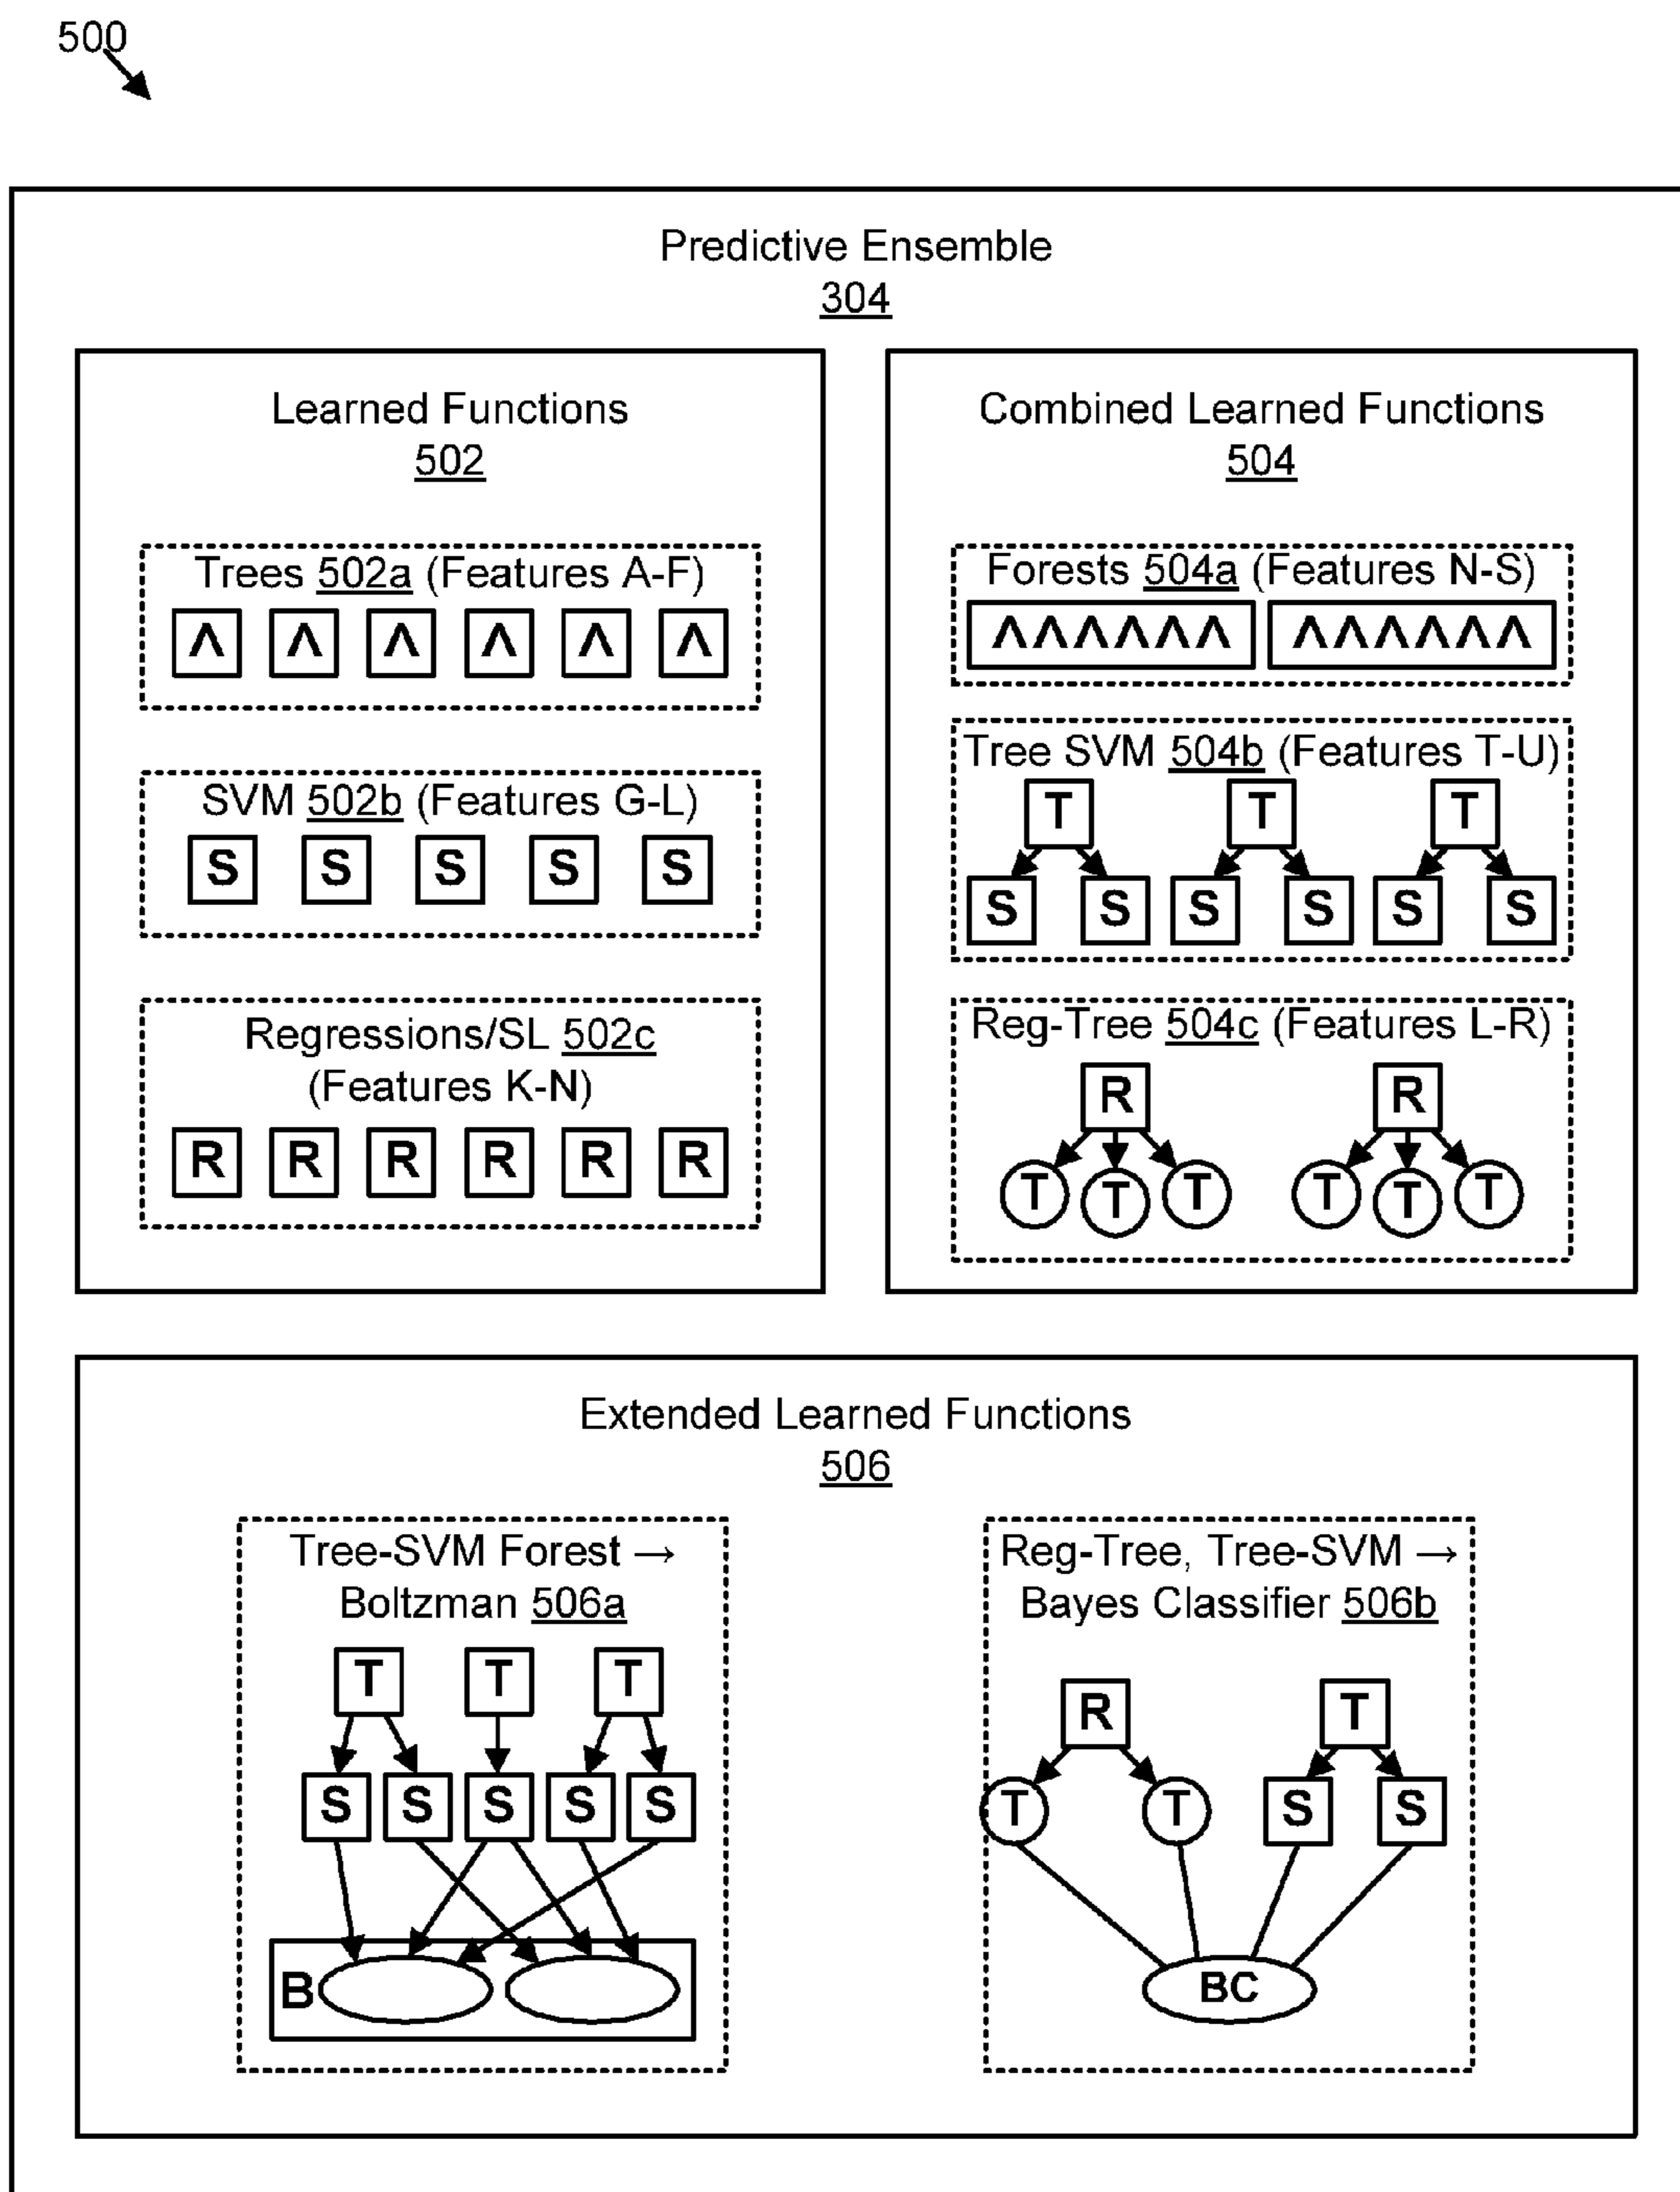 500
Predictive Ensemble
304
Learned Functions
502
Trees 502a (Features A-F)
Λ Λ Λ Λ Λ Λ
SVM 502b (Features G-L)
S S S S S
Regressions/SL 502c
(Features K-N)
R R R R R R
Combined Learned Functions
504
Forests 504a (Features N-S)
ΛΛΛΛΛΛ ΛΛΛΛΛΛ
Tree SVM 504b (Features T-U)
T T T
S S S S S S
Reg-Tree 504c (Features L-R)
R R
T T T T T T
Extended Learned Functions
506
Tree-SVM Forest →
Boltzman 506a
T T T
S S S S S
B
Reg-Tree, Tree-SVM →
Bayes Classifier 506b
R T
T T S S
BC